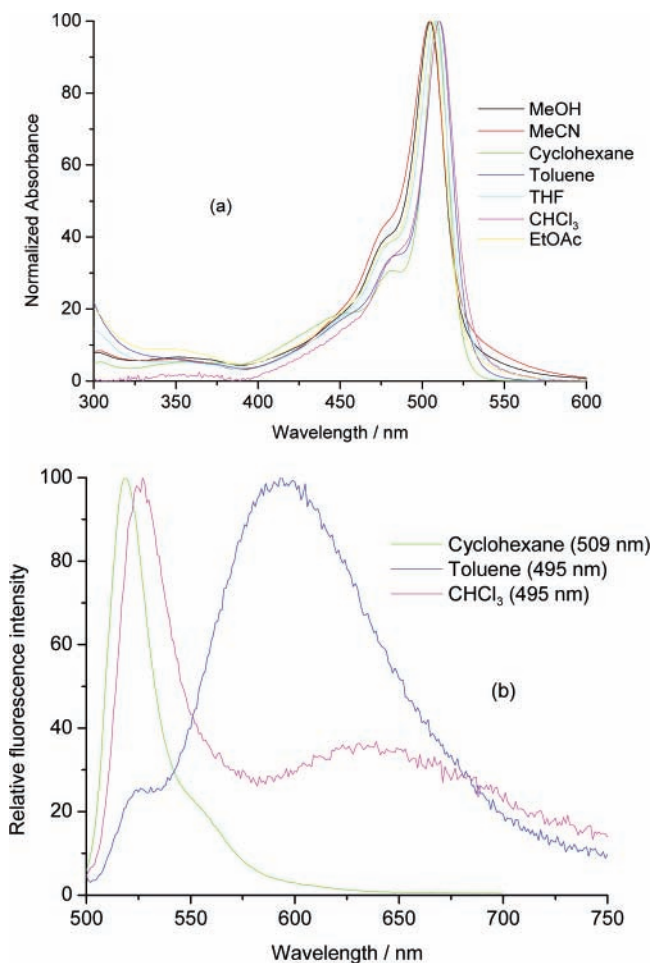 100
80
60
40
20
0
Normalized Absorbance
(a)
MeOH
MeCN
Cyclohexane
Toluene
THF
CHCl₃
EtOAc
300 350 400 450 500 550 600
Wavelength / nm
100
80
60
40
20
0
Relative fluorescence intensity
Cyclohexane (509 nm)
Toluene (495 nm)
CHCl₃ (495 nm)
(b)
500 550 600 650 700 750
Wavelength / nm